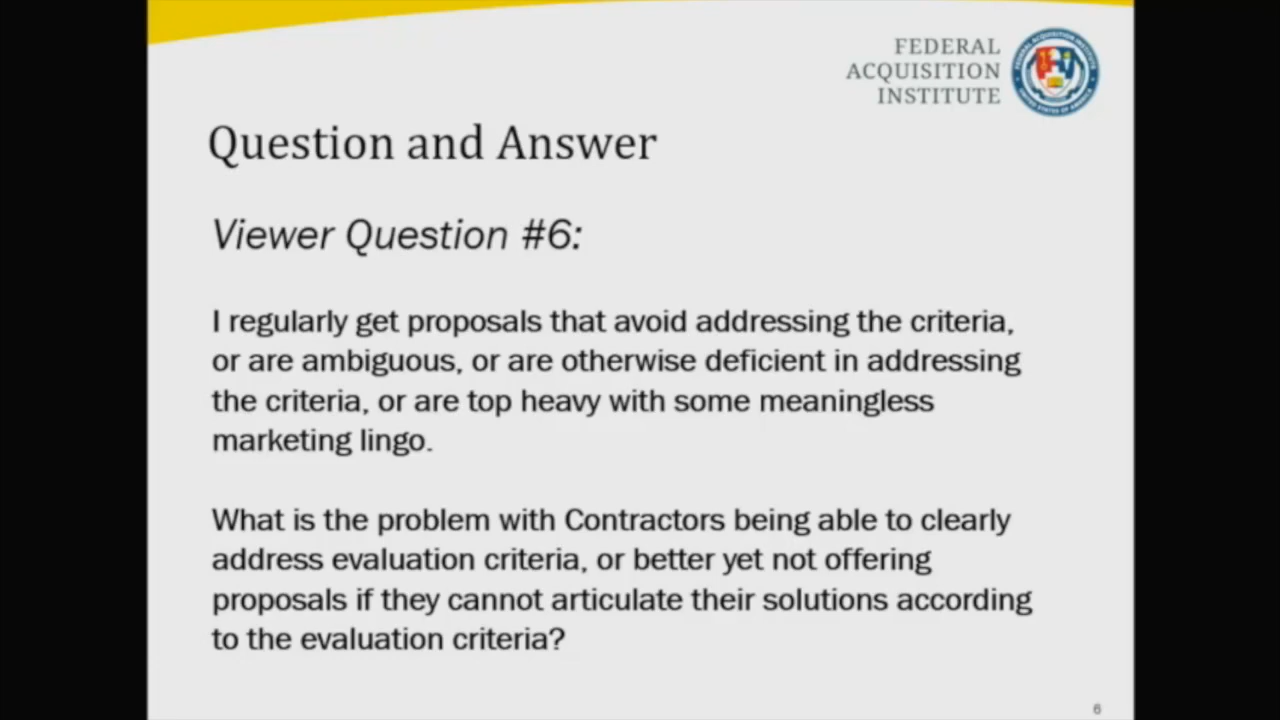 FEDERAL
ACQUISITION
INSTITUTE
Question and Answer
Viewer Question #6:
I regularly get proposals that avoid addressing the criteria,
or are ambiguous, or are otherwise deficient in addressing
the criteria, or are top heavy with some meaningless
marketing lingo.
What is the problem with Contractors being able to clearly
address evaluation criteria, or better yet not offering
proposals if they cannot articulate their solutions according
to the evaluation criteria?
6